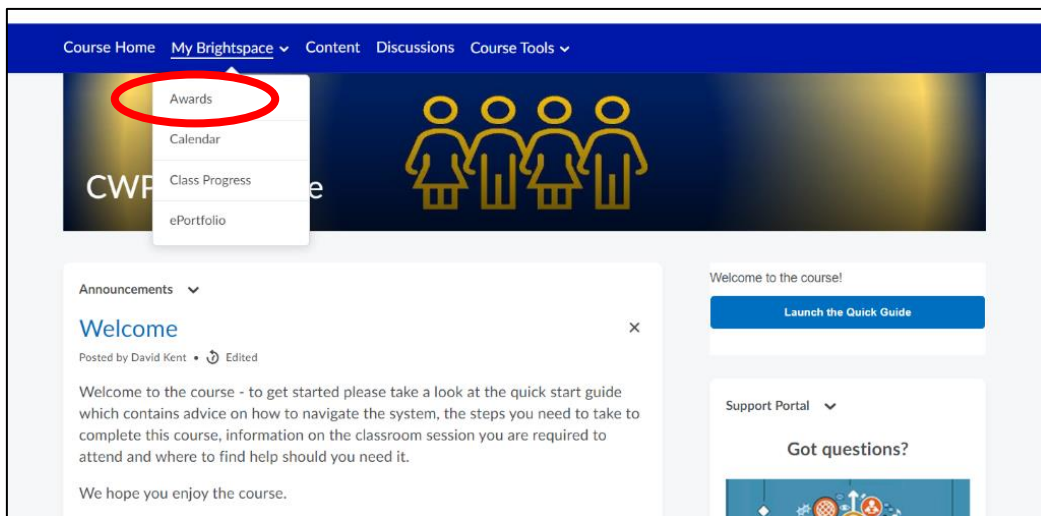 Course Home My Brightspace Content Discussions Course Tools
Awards
Calendar
Class Progress
ePortfolio
Announcements
Welcome
Posted by David Kent • Edited
Welcome to the course - to get started please take a look at the quick start guide
which contains advice on how to navigate the system, the steps you need to take to
complete this course, information on the classroom session you are required to
attend and where to find help should you need it.
We hope you enjoy the course.
Welcome to the course!
Launch the Quick Guide
Support Portal
Got questions?